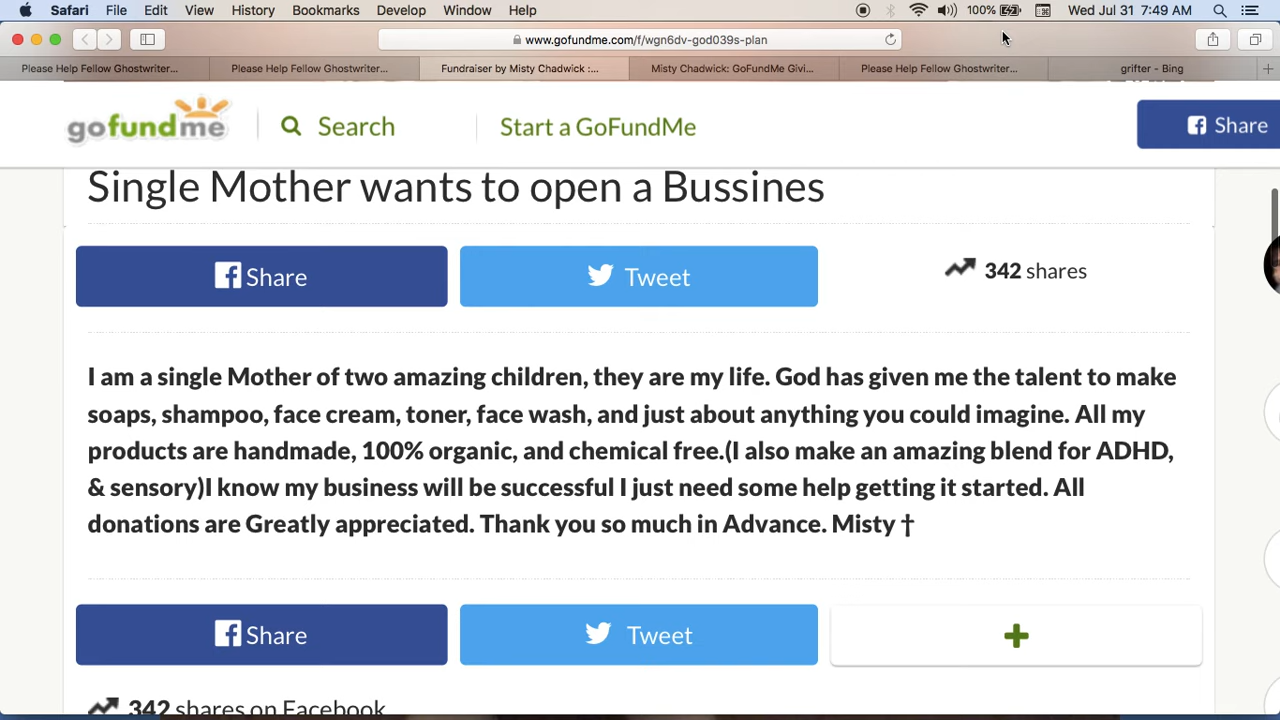 Safari File Edit View History Bookmarks Develop Window Help 100% Wed Jul 31 7:49 AM
www.gofundme.com/f/wgn6dv-god039s-plan
Please Help Fellow Ghostwriter... Please Help Fellow Ghostwriter... Fundraiser by Misty Chadwick :... Misty Chadwick: GoFundMe Givi... Please Help Fellow Ghostwriter... grifter - Bing
gofundme Search Start a GoFundMe Share
Single Mother wants to open a Bussines
Share Tweet 342 shares
I am a single Mother of two amazing children, they are my life. God has given me the talent to make
soaps, shampoo, face cream, toner, face wash, and just about anything you could imagine. All my
products are handmade, 100% organic, and chemical free.(I also make an amazing blend for ADHD,
& sensory)I know my business will be successful I just need some help getting it started. All
donations are Greatly appreciated. Thank you so much in Advance. Misty †
Share Tweet
342 shares on Facebook